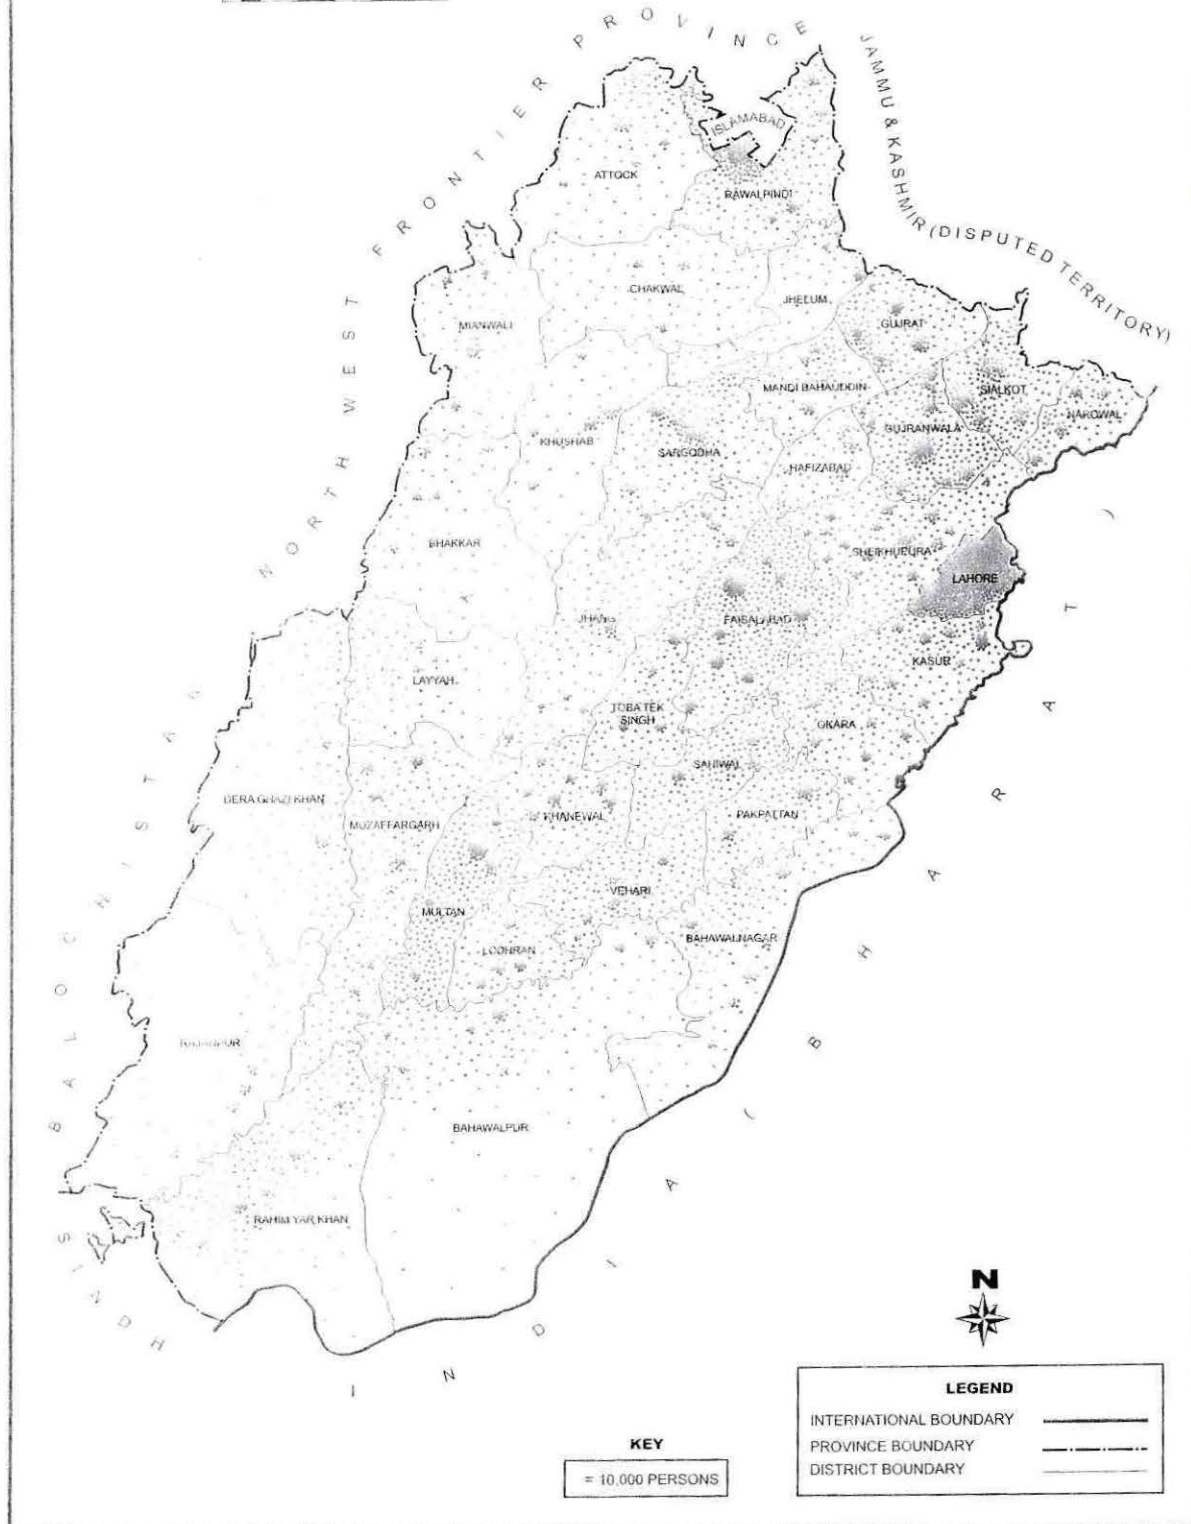 NORTH WEST FRONTIER PROVINCE
JAMMU & KASHMIR (DISPUTED TERRITORY)
ISLAMABAD
ATTOCK
RAWALPINDI
CHAKWAL
JHELUM
MIANWALI
GUJRAT
MANDI BAHAUDDIN
SIALKOT
NAROWAL
GUJRANWALA
KHUSHAB
SARGODHA
HAFIZABAD
BHAKKAR
SHEIKHUPURA
LAHORE
JHANG
FAISALABAD
KASUR
LAYYAH
TOBA TEK
SINGH
OKARA
SAHIWAL
DERA GHAZI KHAN
MUZAFFARGARH
KHANEWAL
PAKPATTAN
VEHARI
MULTAN
LODHRAN
BAHAWALNAGAR
RAJANPUR
BAHAWALPUR
RAHIM YAR KHAN
BALOCHISTAN
SINDH
INDIA (BHARAT)
N
LEGEND
INTERNATIONAL BOUNDARY
PROVINCE BOUNDARY
DISTRICT BOUNDARY
KEY
= 10,000 PERSONS